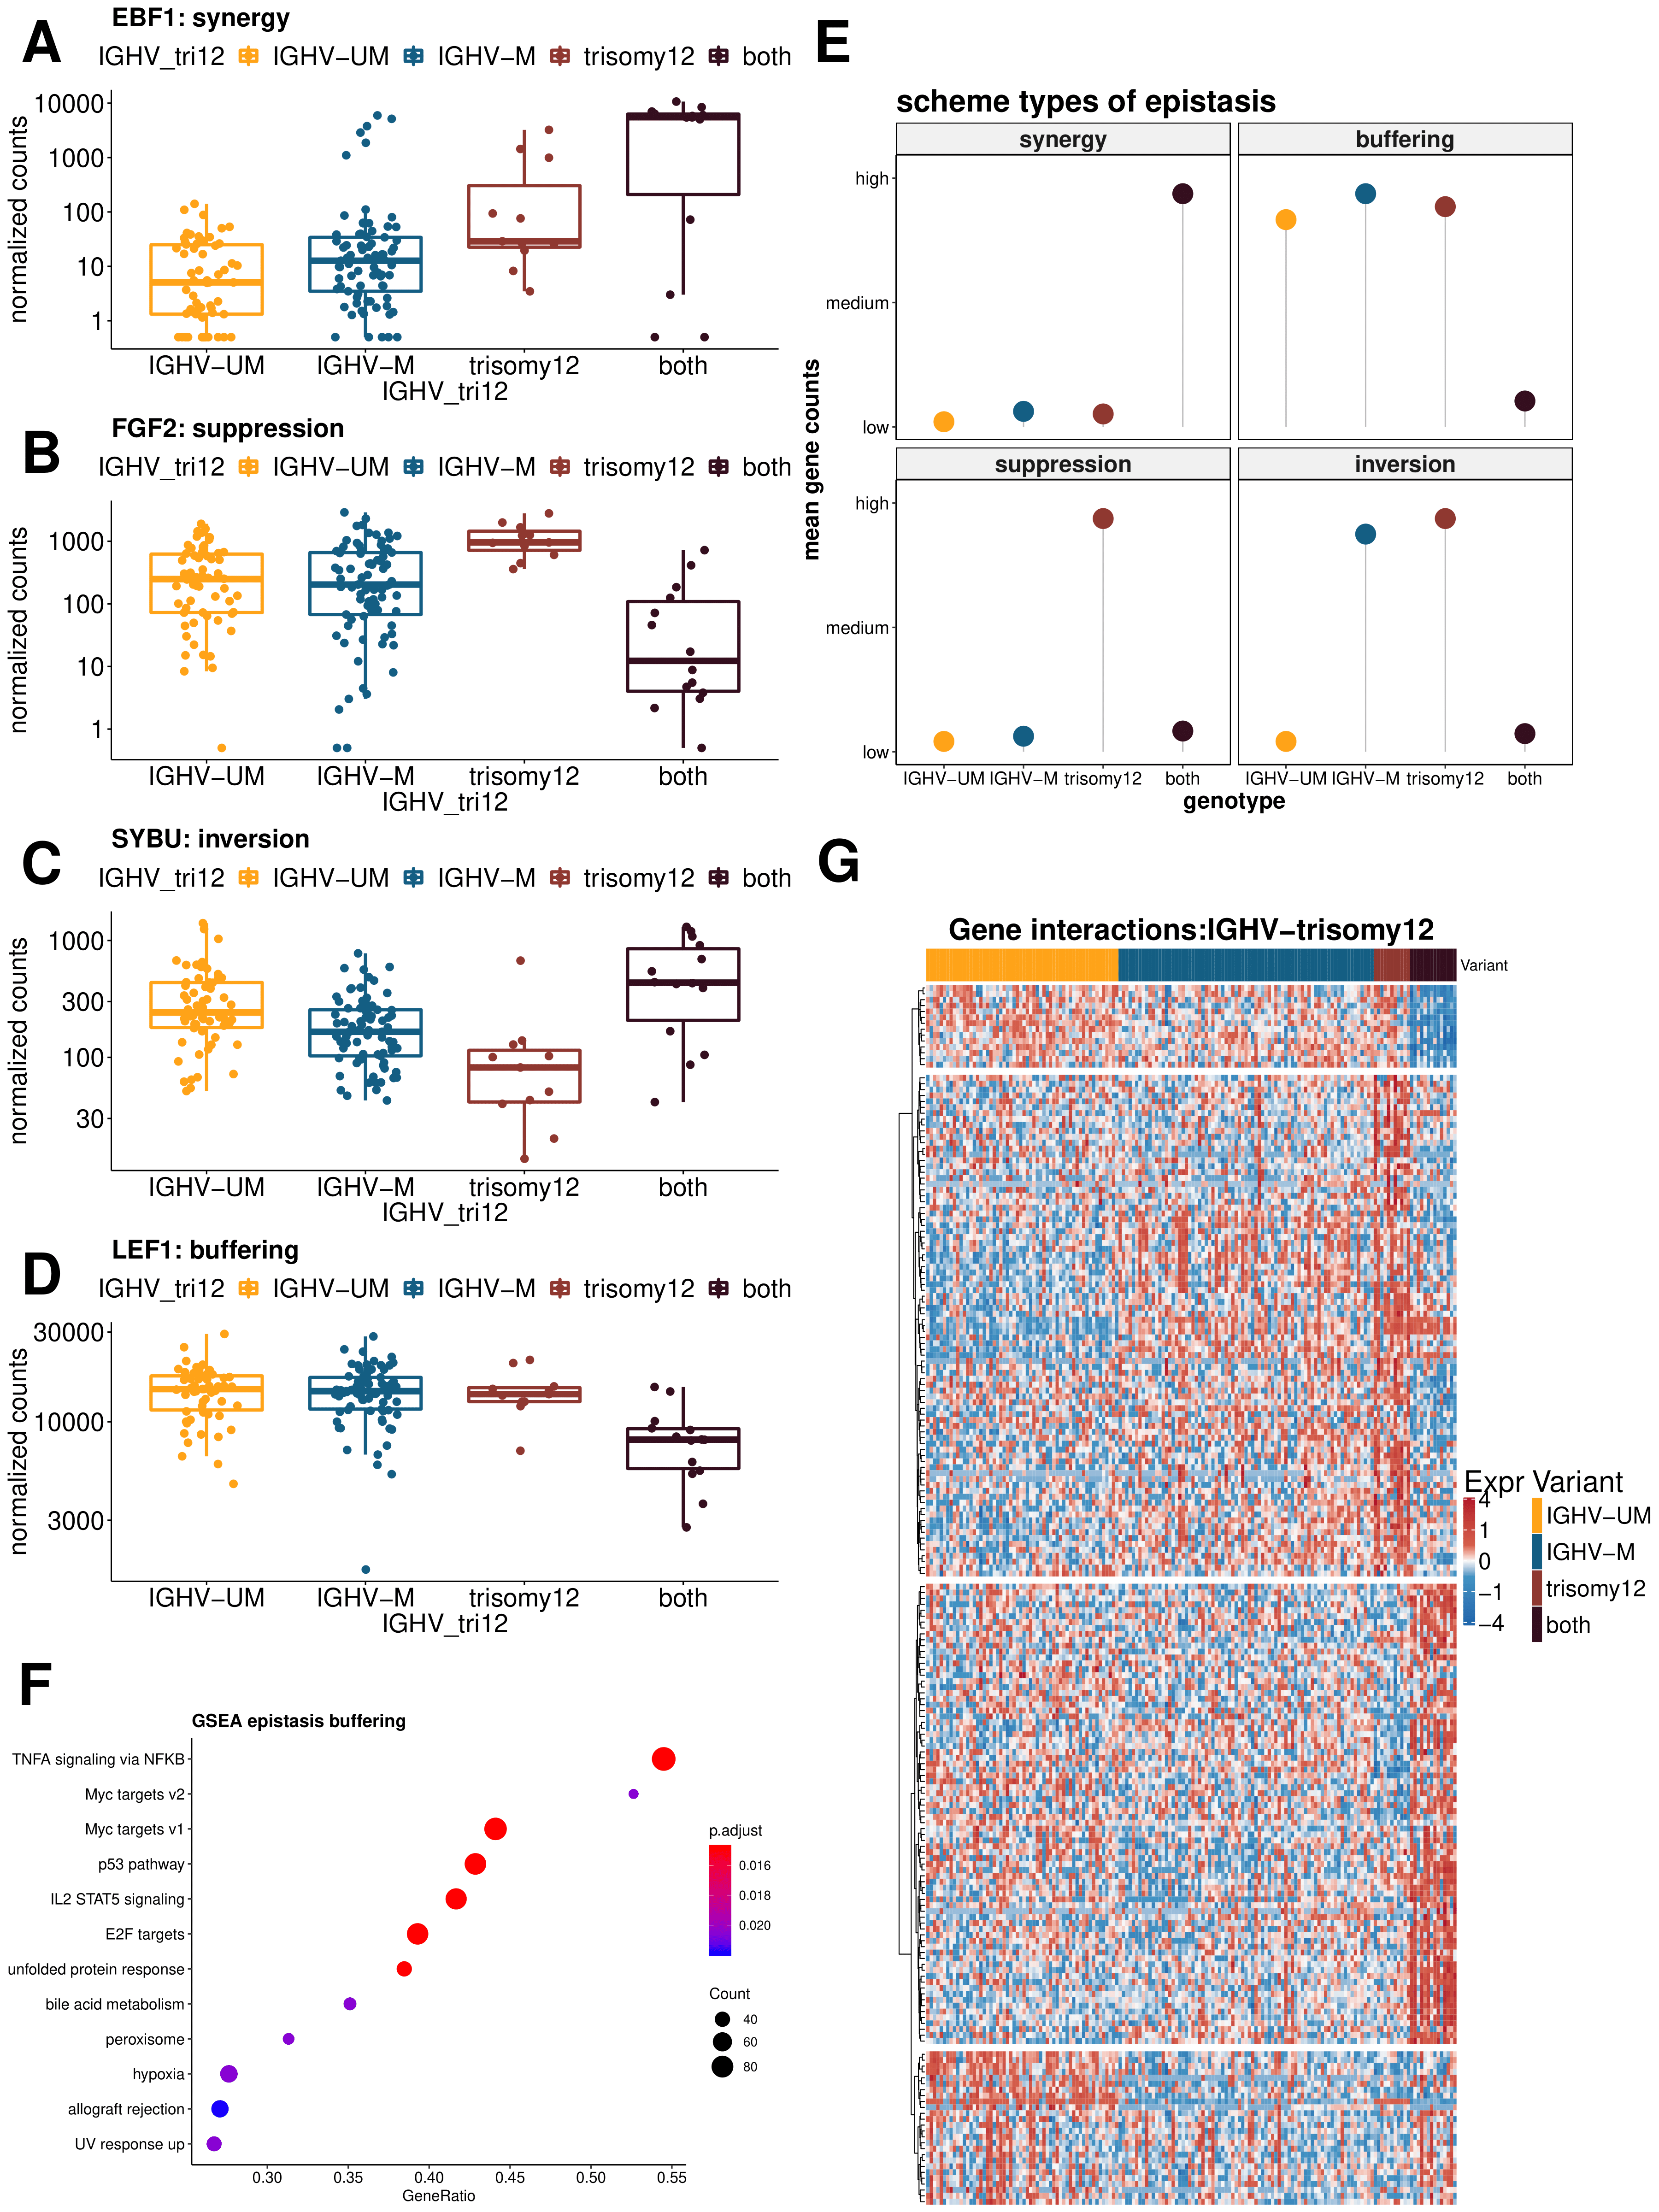 A
EBF1: synergy
IGHV_tri12 IGHV−UM IGHV−M trisomy12 both
normalized counts
10000
1000
100
10
1
IGHV−UM IGHV−M trisomy12 both
IGHV_tri12
B
FGF2: suppression
IGHV_tri12 IGHV−UM IGHV−M trisomy12 both
normalized counts
1000
100
10
1
IGHV−UM IGHV−M trisomy12 both
IGHV_tri12
C
SYBU: inversion
IGHV_tri12 IGHV−UM IGHV−M trisomy12 both
normalized counts
1000
300
100
30
IGHV−UM IGHV−M trisomy12 both
IGHV_tri12
D
LEF1: buffering
IGHV_tri12 IGHV−UM IGHV−M trisomy12 both
normalized counts
30000
10000
3000
IGHV−UM IGHV−M trisomy12 both
IGHV_tri12
E
scheme types of epistasis
synergy buffering
high
medium
low
suppression inversion
high
medium
low
mean gene counts
IGHV−UM IGHV−M trisomy12 both IGHV−UM IGHV−M trisomy12 both
genotype
F
GSEA epistasis buffering
TNFA signaling via NFKB
Myc targets v2
Myc targets v1
p53 pathway
IL2 STAT5 signaling
E2F targets
unfolded protein response
bile acid metabolism
peroxisome
hypoxia
allograft rejection
UV response up
0.30 0.35 0.40 0.45 0.50 0.55
GeneRatio
p.adjust
0.016
0.018
0.020
Count
40
60
80
G
Gene interactions:IGHV−trisomy12
Variant
Expr
4
1
0
−1
−4
Variant
IGHV−UM
IGHV−M
trisomy12
both